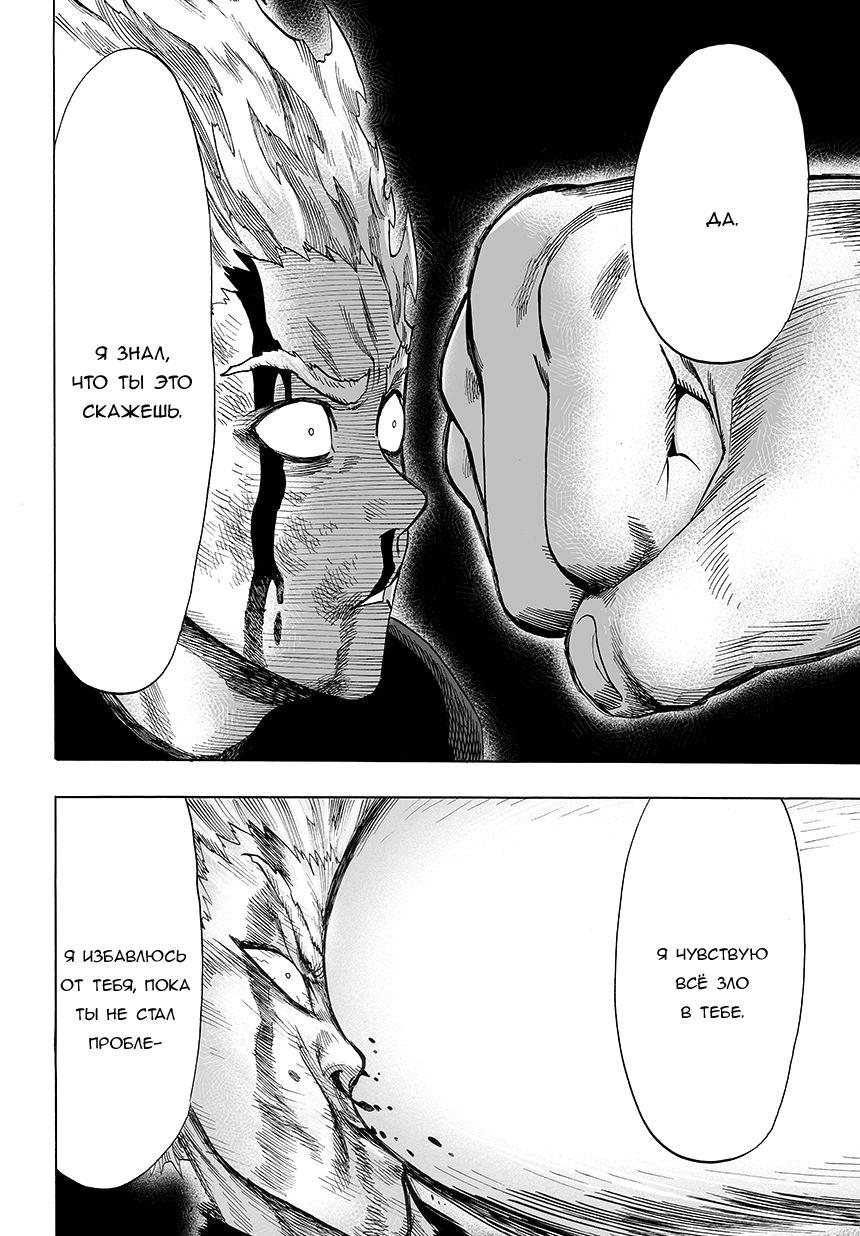 ДА.
Я ЗНАЛ,
ЧТО ТЫ ЭТО
СКАЖЕШЬ.
Я ЧУВСТВУЮ
ВСЁ ЗЛО
В ТЕБЕ.
Я ИЗБАВЛЮСЬ
ОТ ТЕБЯ, ПОКА
ТЫ НЕ СТАЛ
ПРОБЛЕ-